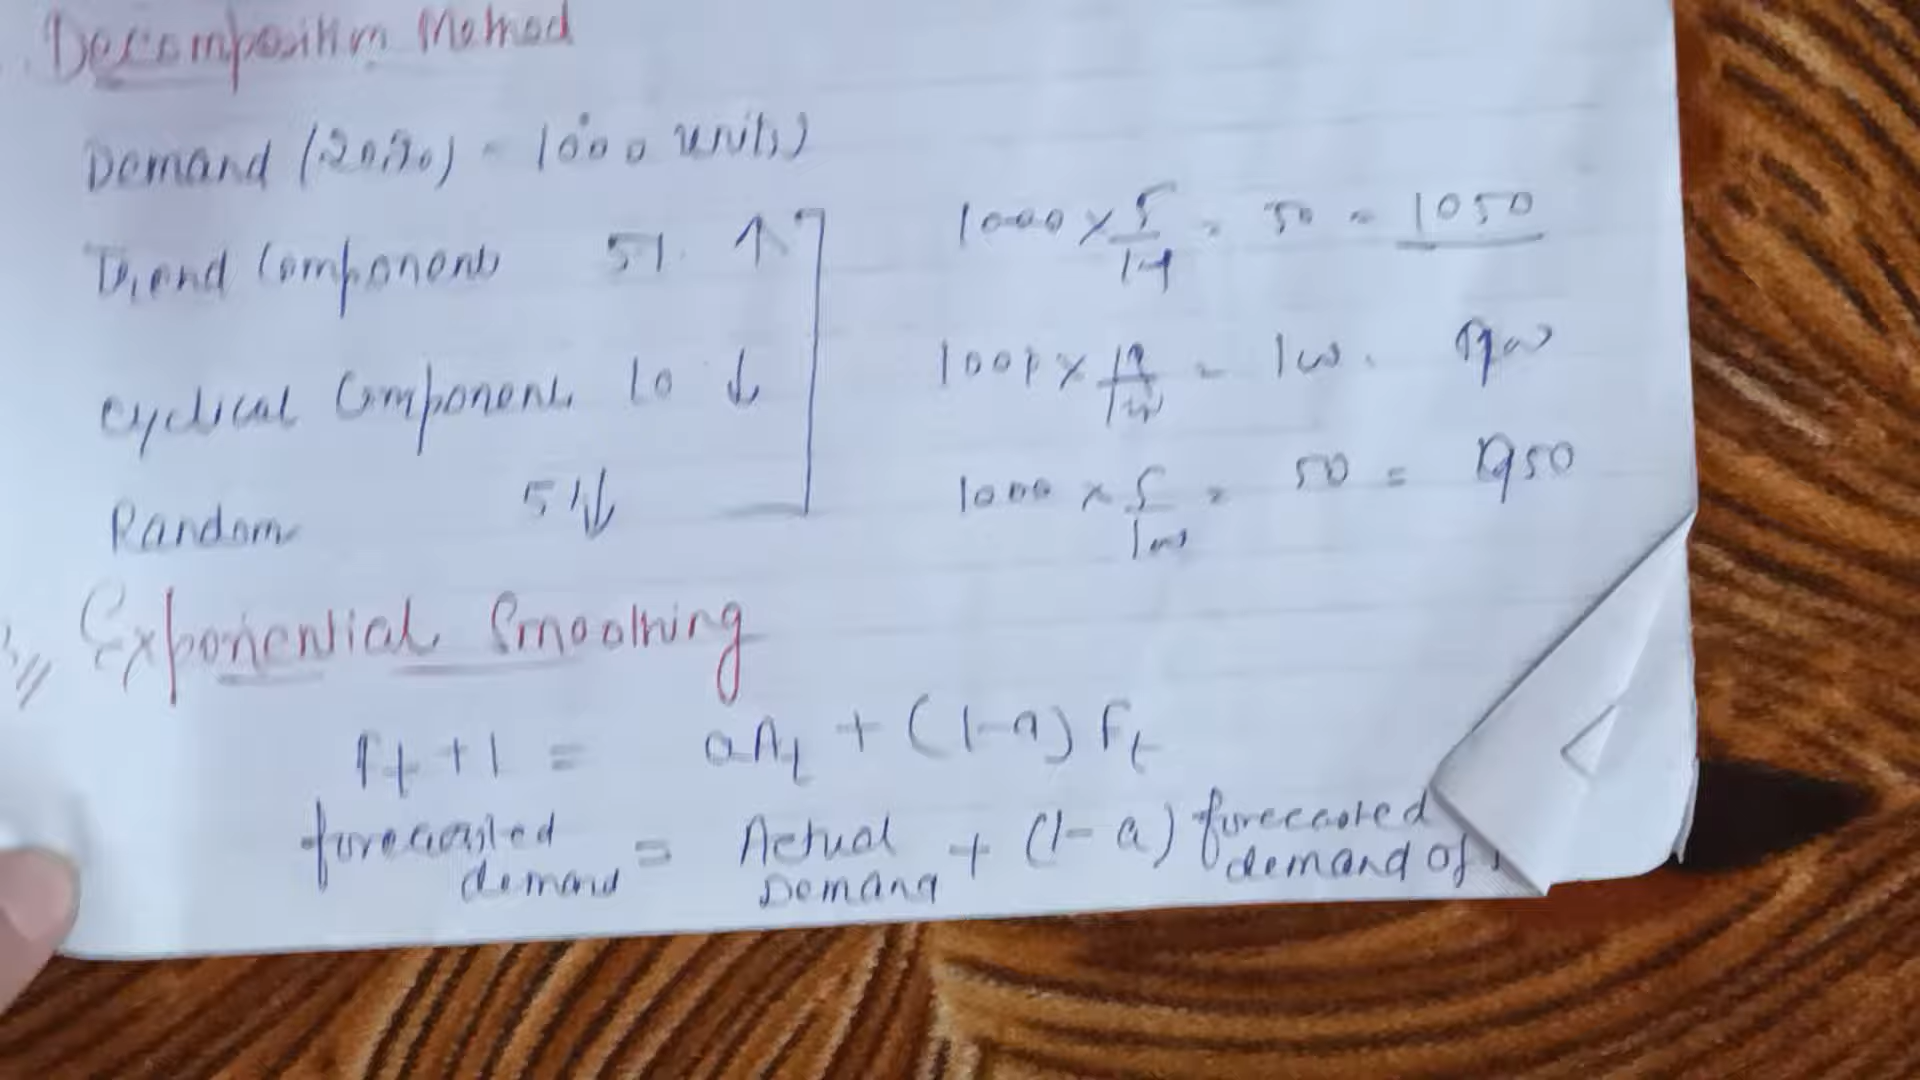 Decomposition Method
Demand (2020) - 1000 units)
Trend Component 5%. ↑
1000 × 5/100 = 50 = 1050
Cyclical Component 10 ↓
1000 × 10/100 = 100. 900
Random 5%↓
1000 × 5/100 = 50 = 950
Exponential Smoothing
Ft+1 = aAt + (1-a) Ft
forecasted demand = Actual Demand + (1-a) forecasted demand of